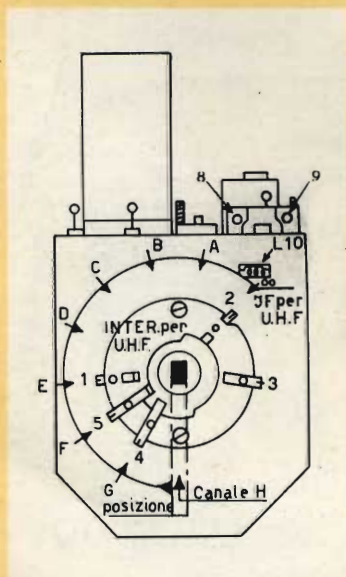 8
9
B
A
L10
C
JF per
U.H.F
2
D
INTER.per
U.H.F.
E
1
3
5
F
4
G
posizione
Canale H